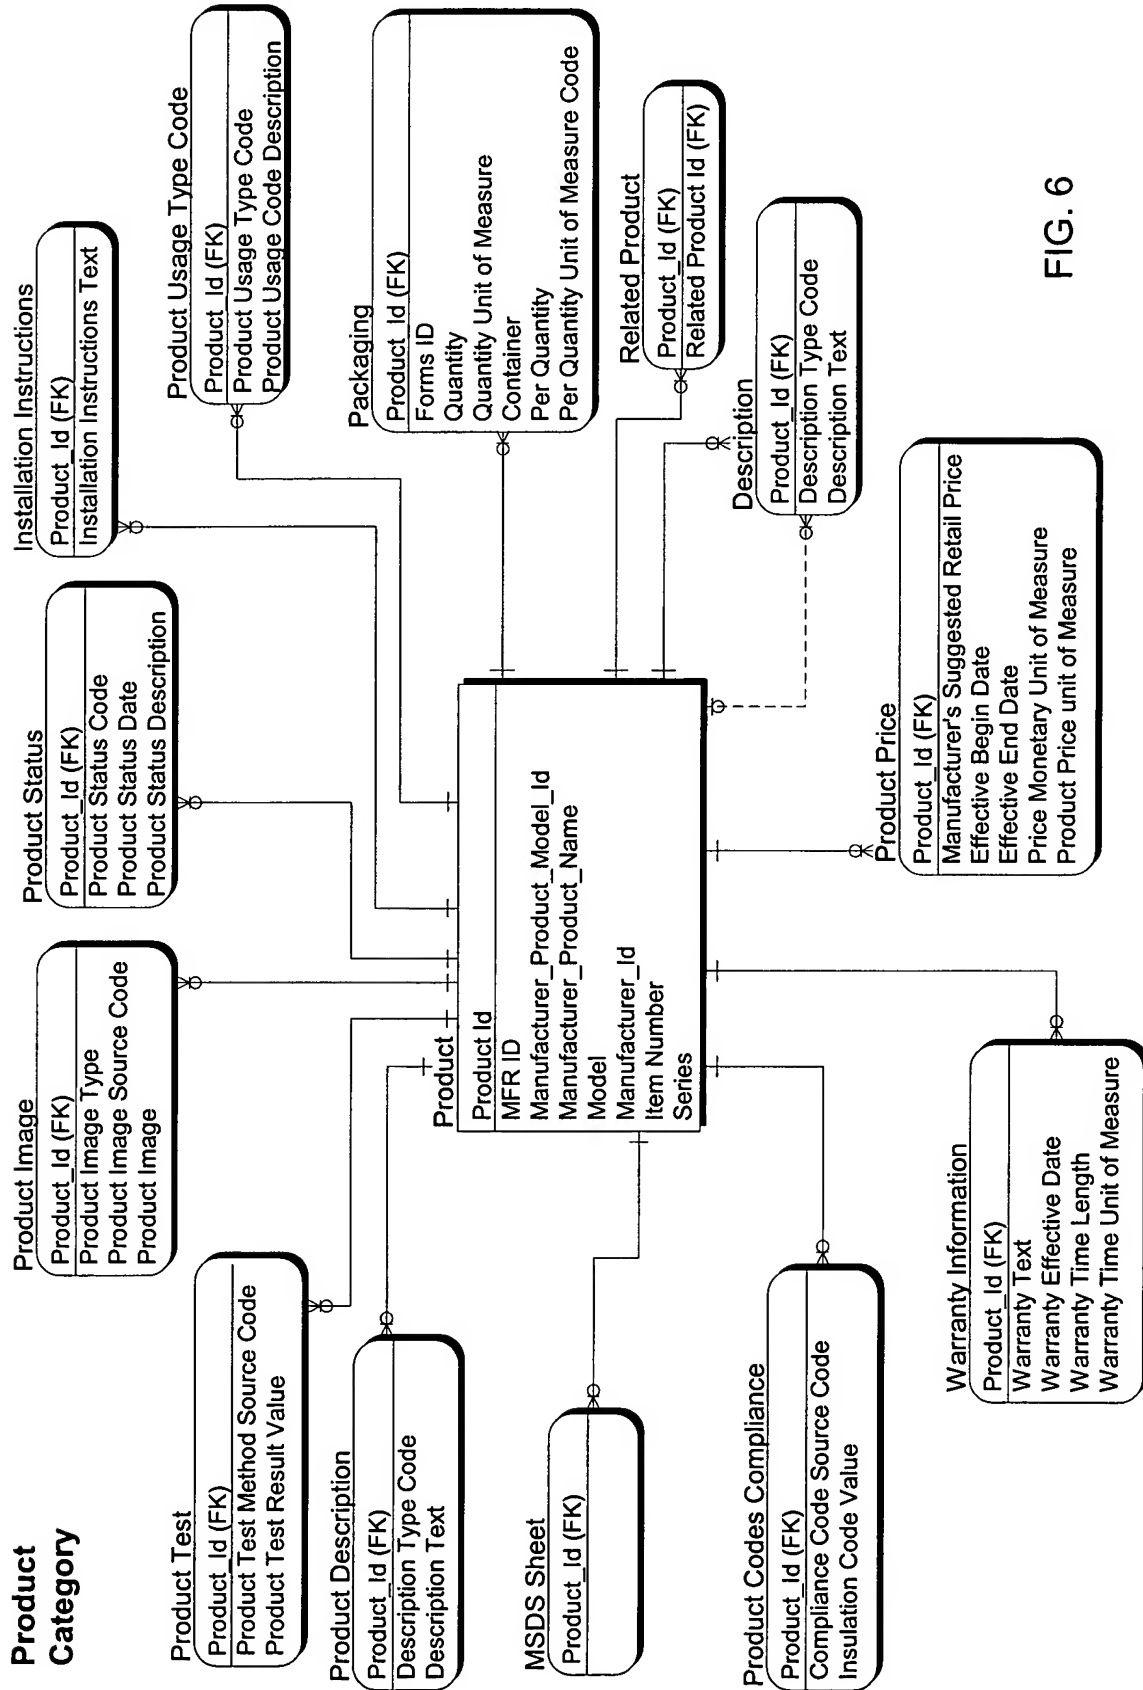 Product
Category
Product Test
Product_Id (FK)
Product Test Method Source Code
Product Test Result Value
Product Image
Product_Id (FK)
Product Image Type
Product Image Source Code
Product Image
Product Status
Product_Id (FK)
Product Status Code
Product Status Date
Product Status Description
Installation Instructions
Product_Id (FK)
Installation Instructions Text
Product Usage Type Code
Product_Id (FK)
Product Usage Type Code
Product Usage Code Description
Product Description
Product_Id (FK)
Description Type Code
Description Text
Packaging
Product_Id (FK)
Forms ID
Quantity
Quantity Unit of Measure
Container
Per Quantity
Per Quantity Unit of Measure Code
Product
Product Id
MFR ID
Manufacturer_Product_Model_Id
Manufacturer_Product_Name
Model
Manufacturer_Id
Item Number
Series
MSDS Sheet
Product_Id (FK)
Related Product
Product_Id (FK)
Related Product Id (FK)
Description
Product_Id (FK)
Description Type Code
Description Text
Product Codes Compliance
Product_Id (FK)
Compliance Code Source Code
Insulation Code Value
Warranty Information
Product_Id (FK)
Warranty Text
Warranty Effective Date
Warranty Time Length
Warranty Time Unit of Measure
Product Price
Product_Id (FK)
Manufacturer's Suggested Retail Price
Effective Begin Date
Effective End Date
Price Monetary Unit of Measure
Product Price unit of Measure
FIG. 6